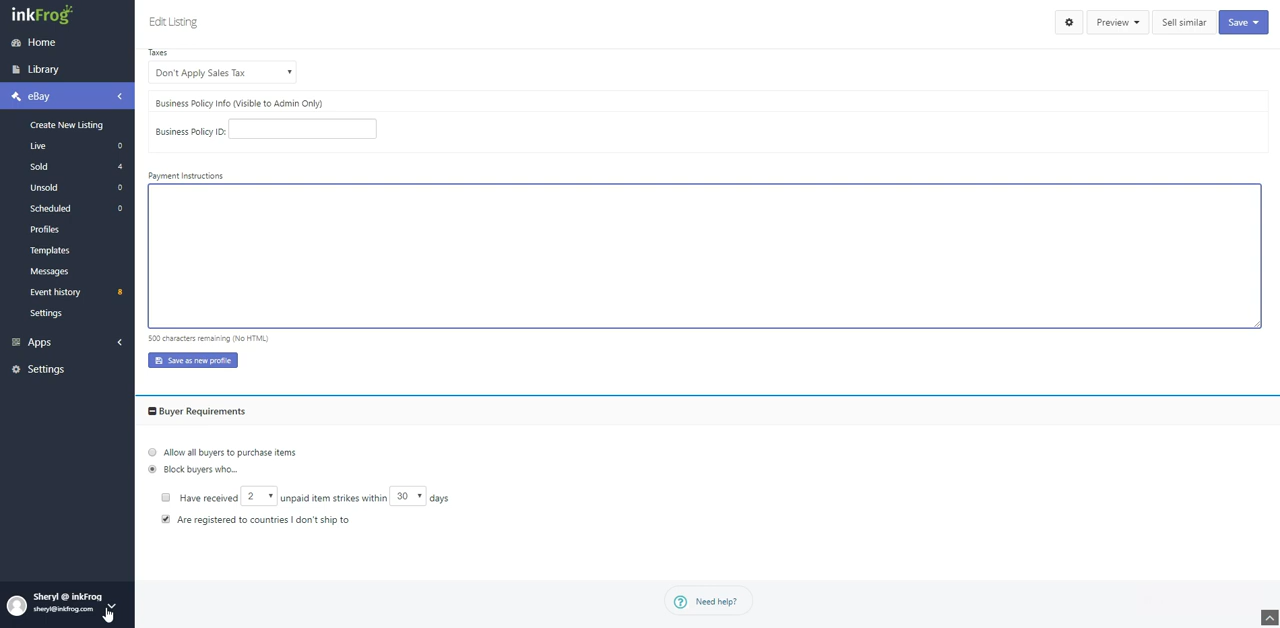 inkFrog
Edit Listing
Preview
Sell similar
Save
Home
Library
eBay
Create New Listing
Live 0
Sold 4
Unsold 0
Scheduled 0
Profiles
Templates
Messages
Event history 8
Settings
Apps
Settings
Sheryl @ inkFrog
sheryl@inkfrog.com
Taxes
Don't Apply Sales Tax
Business Policy Info (Visible to Admin Only)
Business Policy ID:
Payment Instructions
500 characters remaining (No HTML)
Save as new profile
Buyer Requirements
Allow all buyers to purchase items
Block buyers who...
Have received 2 unpaid item strikes within 30 days
Are registered to countries I don't ship to
Need help?